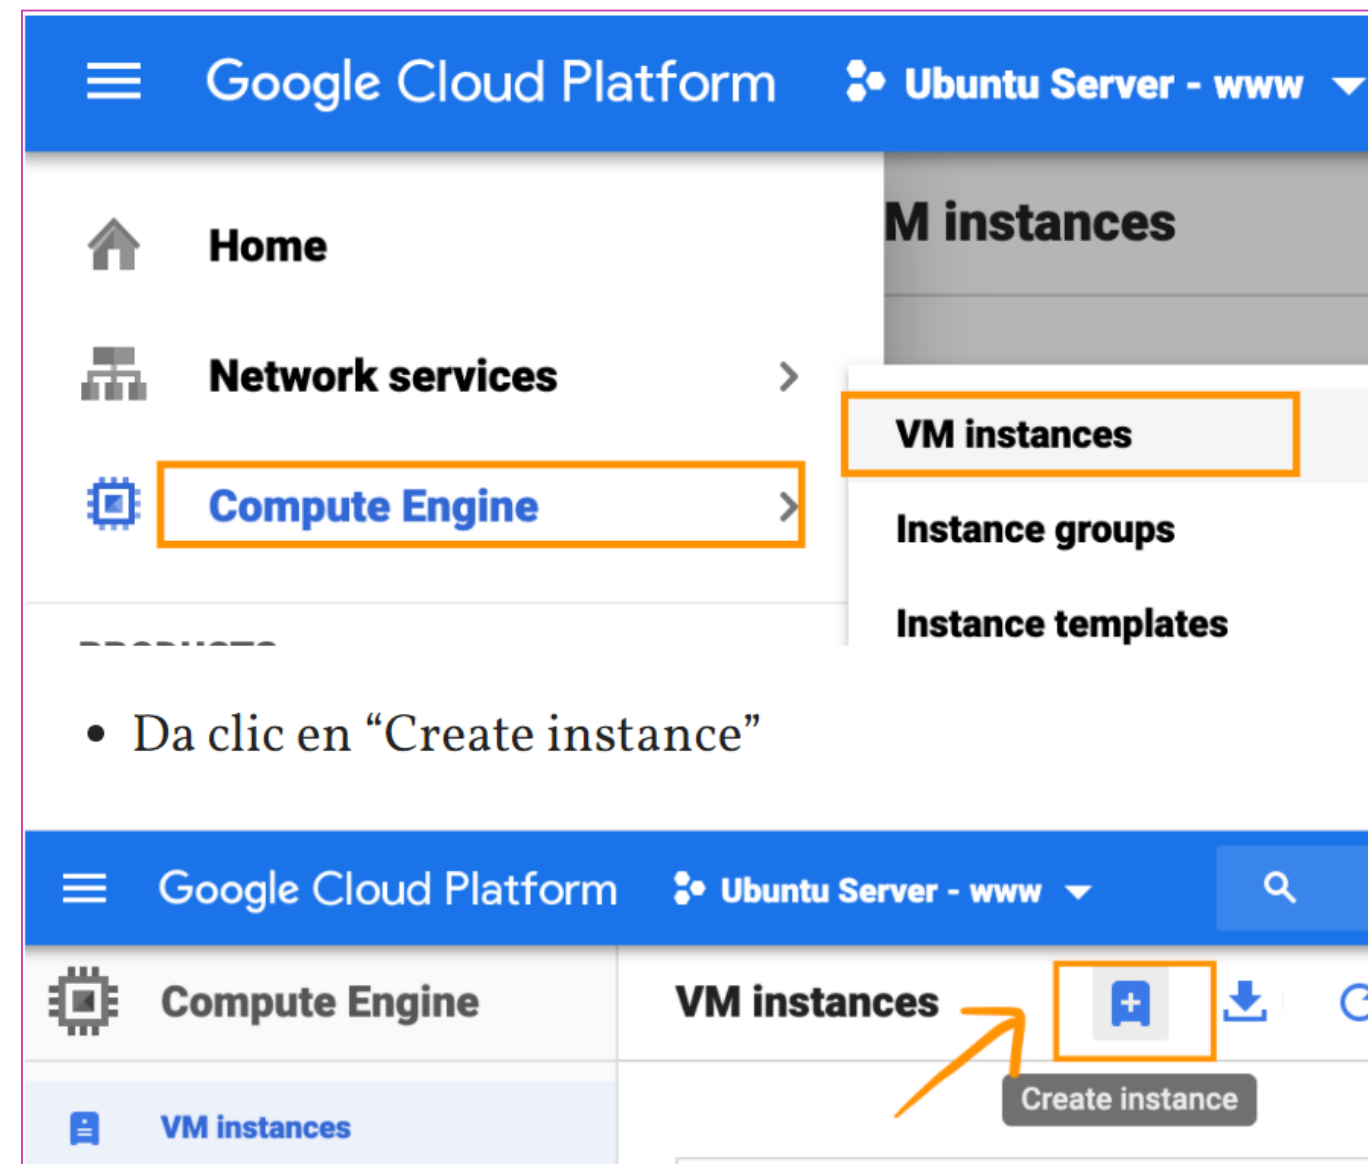 Google Cloud Platform Ubuntu Server - www
Home
M instances
Network services
VM instances
Compute Engine
Instance groups
Instance templates
• Da clic en “Create instance”
Google Cloud Platform Ubuntu Server - www
Compute Engine VM instances
Create instance
VM instances